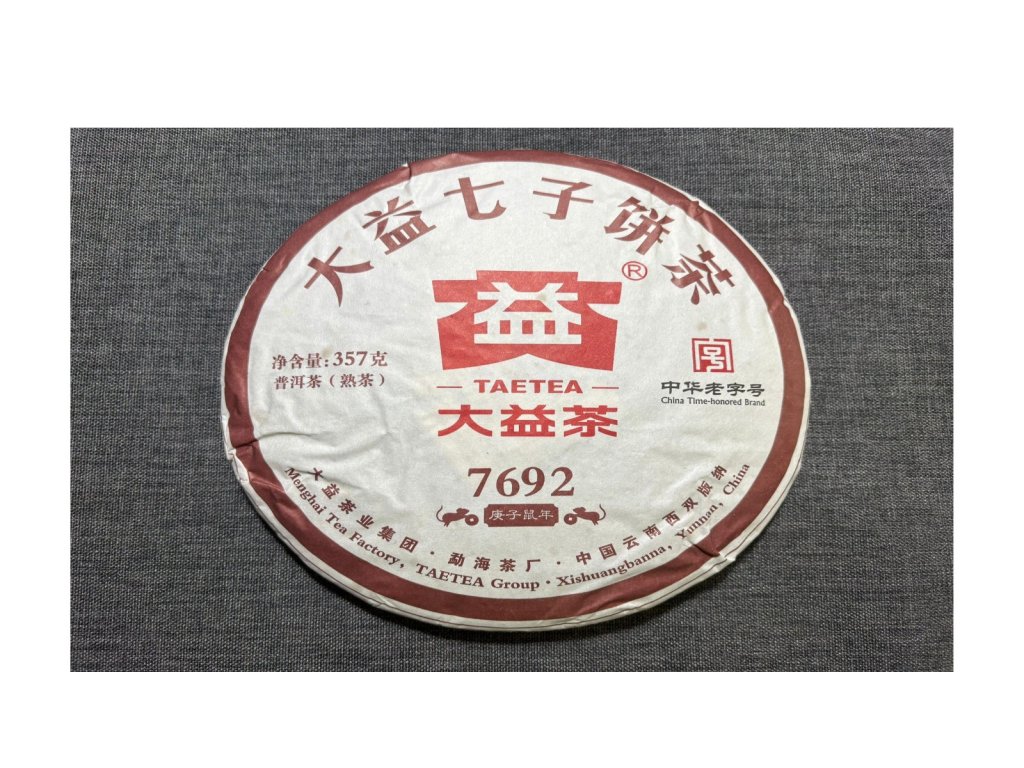 大益七子饼茶
益
®
TAETEA
大益茶
净含量:357克
普洱茶(熟茶)
中华老字号
China Time-honored Brand
7692
庚子鼠年
大益茶业集团·勐海茶厂·中国云南西双版纳
Menghai Tea Factory, TAETEA Group·Xishuangbanna, Yunnan, China